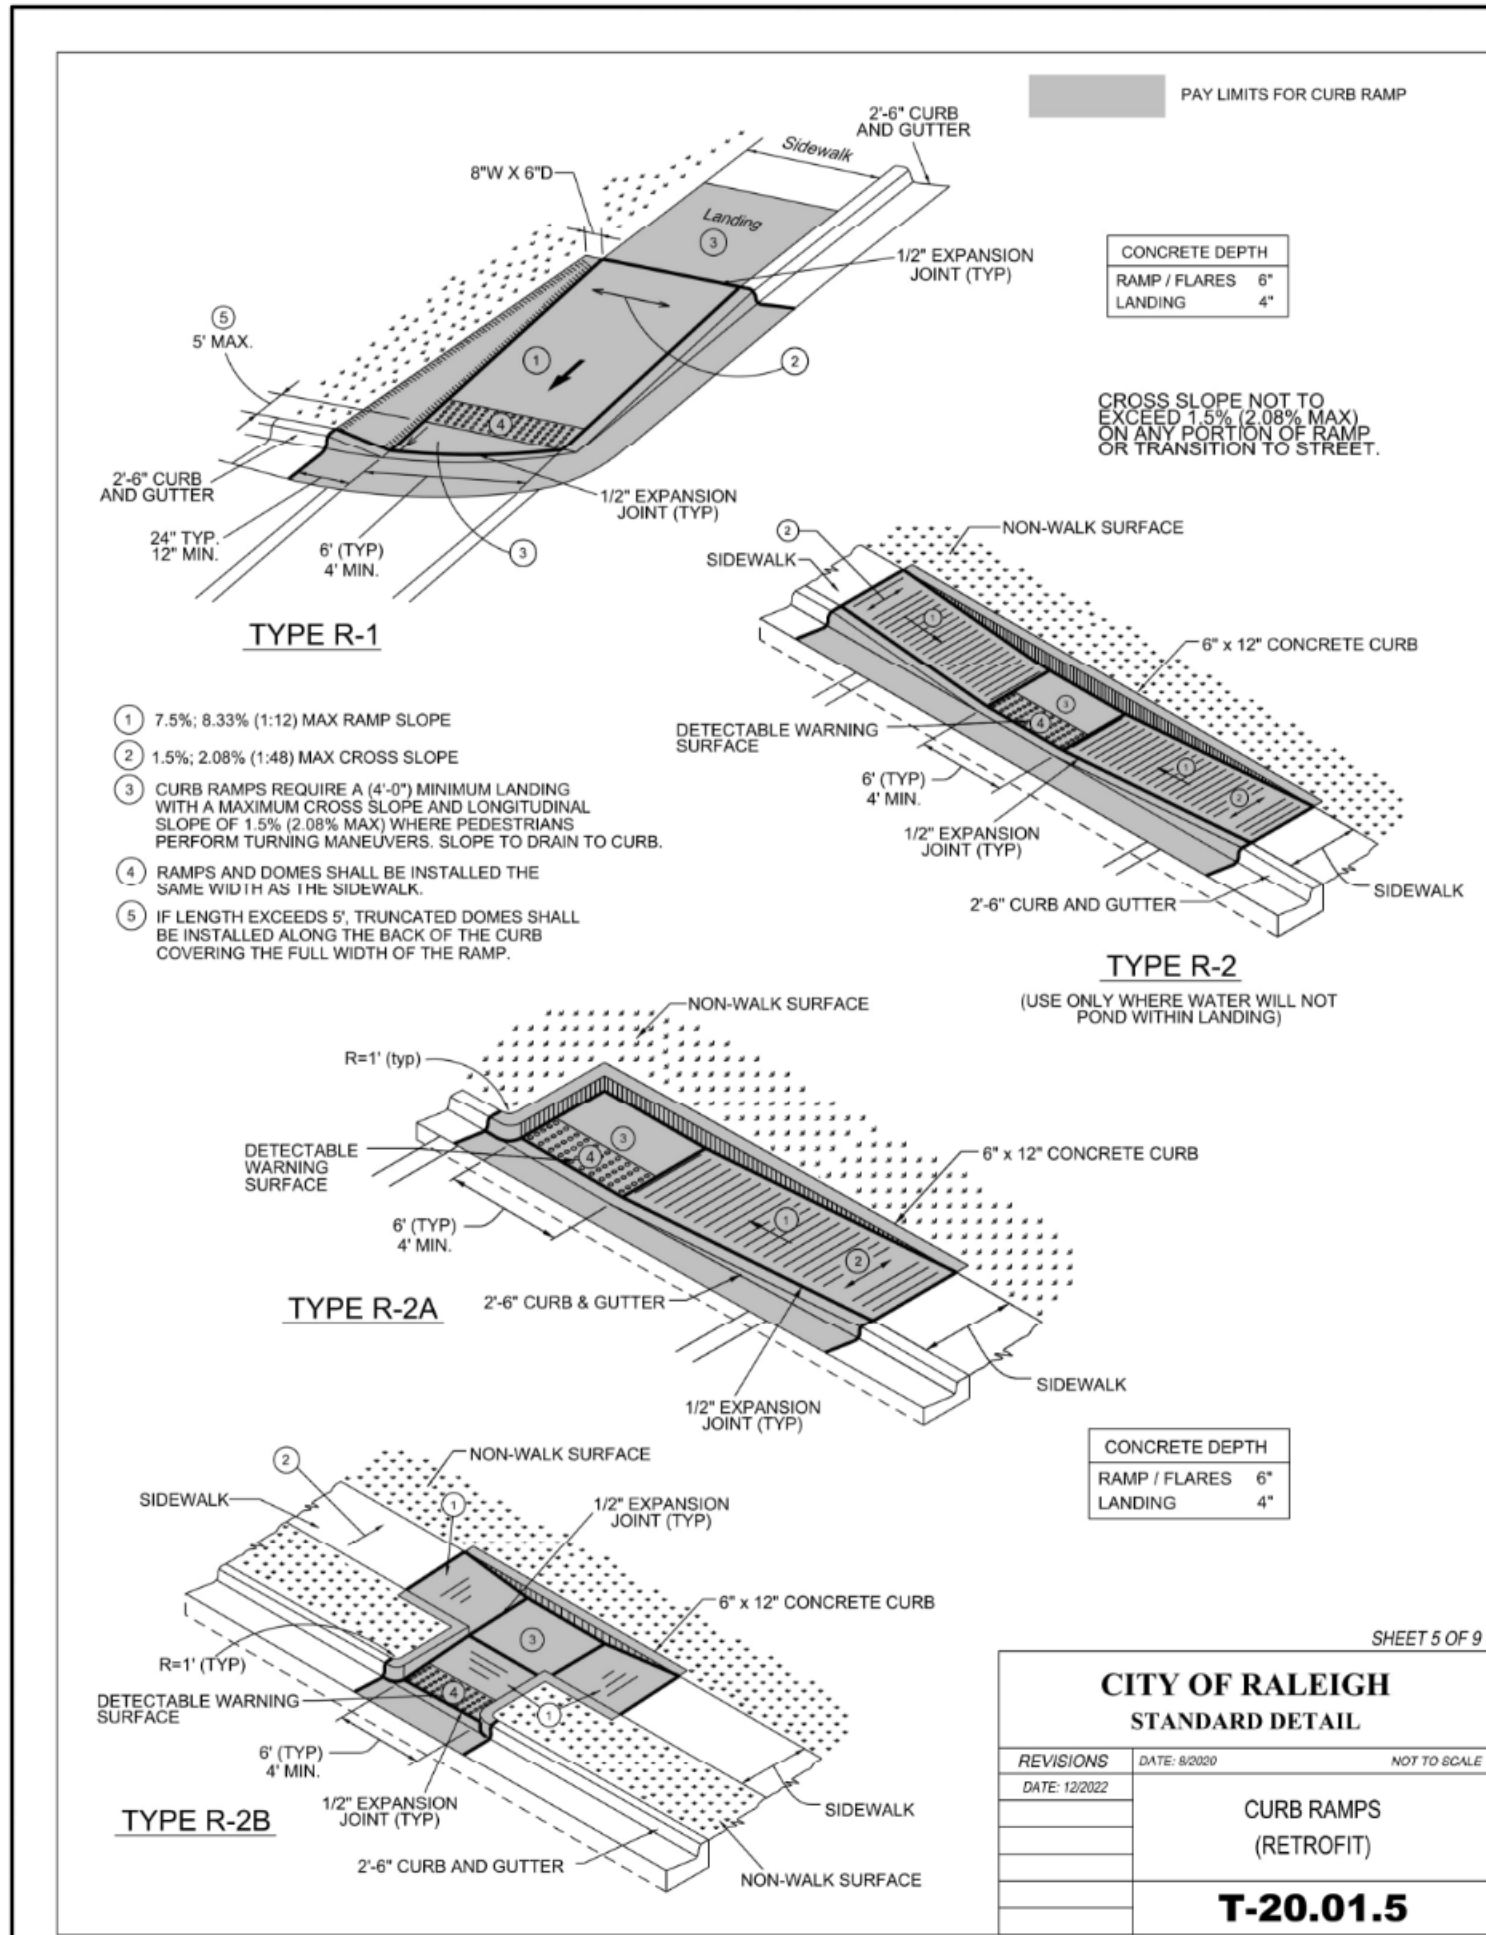 PAY LIMITS FOR CURB RAMP
2'-6" CURB
AND GUTTER
Sidewalk
8"W X 6"D
Landing
3
1/2" EXPANSION
JOINT (TYP)
CONCRETE DEPTH
RAMP / FLARES 6"
LANDING 4"
5
5' MAX.
1
2
4
CROSS SLOPE NOT TO
EXCEED 1.5% (2.08% MAX)
ON ANY PORTION OF RAMP
OR TRANSITION TO STREET.
2'-6" CURB
AND GUTTER
24" TYP.
12" MIN.
6' (TYP)
4' MIN.
1/2" EXPANSION
JOINT (TYP)
3
TYPE R-1
2
NON-WALK SURFACE
SIDEWALK
1
6" x 12" CONCRETE CURB
3
4
DETECTABLE WARNING
SURFACE
1
2
6' (TYP)
4' MIN.
1/2" EXPANSION
JOINT (TYP)
2'-6" CURB AND GUTTER
SIDEWALK
TYPE R-2
(USE ONLY WHERE WATER WILL NOT
POND WITHIN LANDING)
1 7.5%; 8.33% (1:12) MAX RAMP SLOPE
2 1.5%; 2.08% (1:48) MAX CROSS SLOPE
3 CURB RAMPS REQUIRE A (4'-0") MINIMUM LANDING
WITH A MAXIMUM CROSS SLOPE AND LONGITUDINAL
SLOPE OF 1.5% (2.08% MAX) WHERE PEDESTRIANS
PERFORM TURNING MANEUVERS. SLOPE TO DRAIN TO CURB.
4 RAMPS AND DOMES SHALL BE INSTALLED THE
SAME WIDTH AS THE SIDEWALK.
5 IF LENGTH EXCEEDS 5', TRUNCATED DOMES SHALL
BE INSTALLED ALONG THE BACK OF THE CURB
COVERING THE FULL WIDTH OF THE RAMP.
NON-WALK SURFACE
R=1' (typ)
3
4
DETECTABLE
WARNING
SURFACE
6" x 12" CONCRETE CURB
1
2
6' (TYP)
4' MIN.
2'-6" CURB & GUTTER
TYPE R-2A
1/2" EXPANSION
JOINT (TYP)
SIDEWALK
CONCRETE DEPTH
RAMP / FLARES 6"
LANDING 4"
2
NON-WALK SURFACE
SIDEWALK
1
1/2" EXPANSION
JOINT (TYP)
6" x 12" CONCRETE CURB
3
R=1' (TYP)
4
DETECTABLE WARNING
SURFACE
1
6' (TYP)
4' MIN.
1/2" EXPANSION
JOINT (TYP)
SIDEWALK
TYPE R-2B
2'-6" CURB AND GUTTER
NON-WALK SURFACE
SHEET 5 OF 9
CITY OF RALEIGH
STANDARD DETAIL
REVISIONS
DATE: 8/2020
NOT TO SCALE
DATE: 12/2022
CURB RAMPS
(RETROFIT)
T-20.01.5